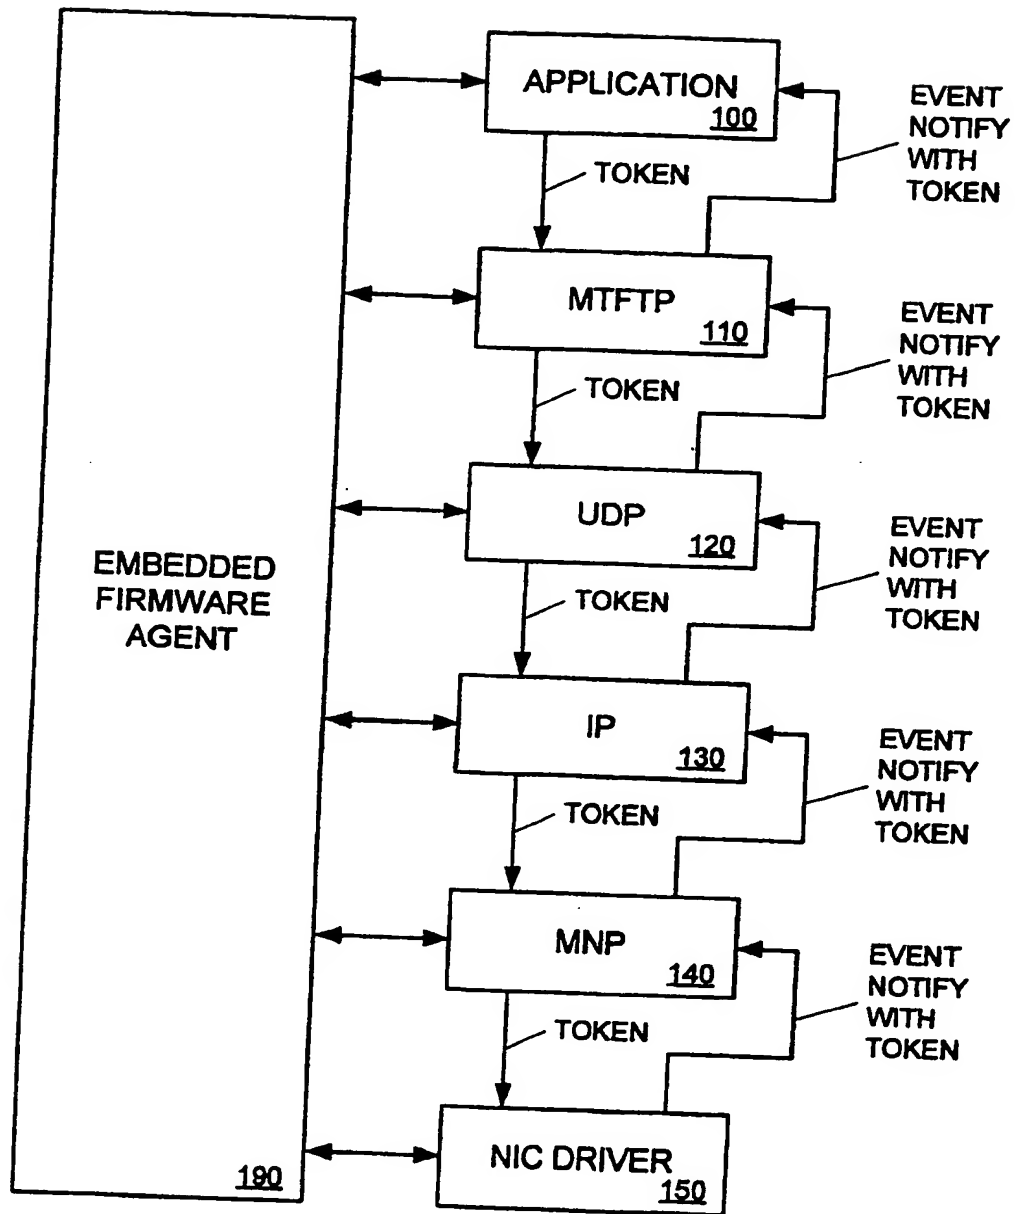 APPLICATION
100
EVENT
NOTIFY
WITH
TOKEN
TOKEN
MTFTP
110
EVENT
NOTIFY
WITH
TOKEN
TOKEN
UDP
120
EVENT
NOTIFY
WITH
TOKEN
EMBEDDED
FIRMWARE
AGENT
TOKEN
IP
130
EVENT
NOTIFY
WITH
TOKEN
TOKEN
MNP
140
EVENT
NOTIFY
WITH
TOKEN
TOKEN
NIC DRIVER
150
190